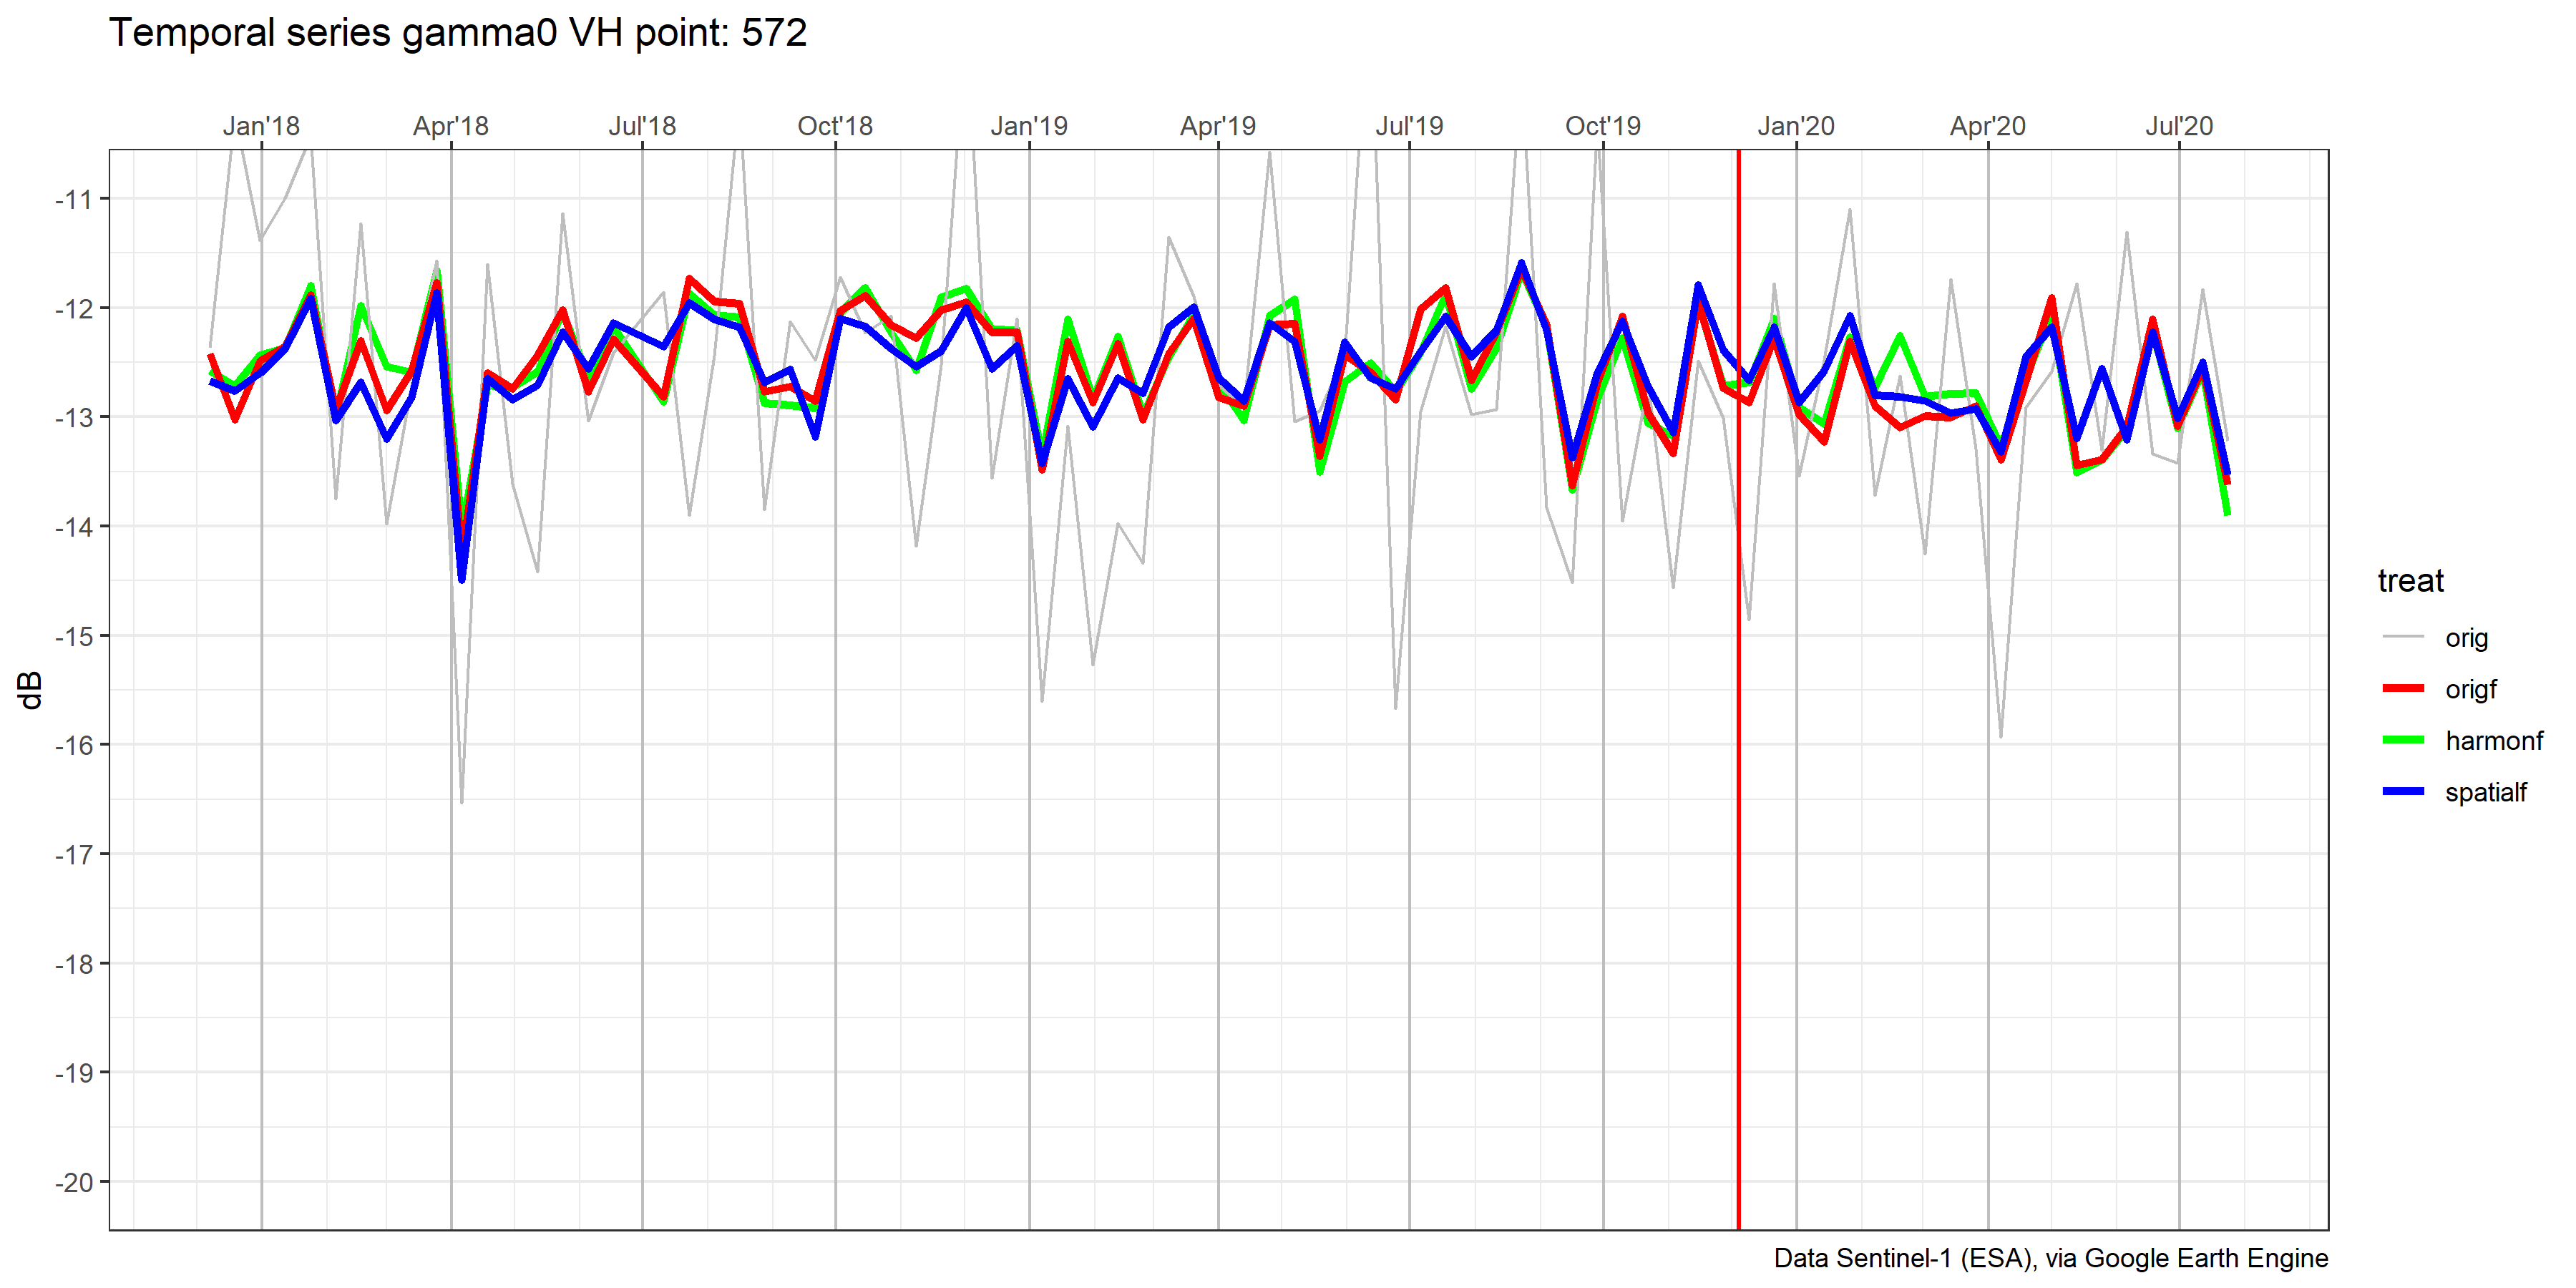 Temporal series gamma0 VH point: 572
Jan'18 Apr'18 Jul'18 Oct'18 Jan'19 Apr'19 Jul'19 Oct'19 Jan'20 Apr'20 Jul'20
-11
-12
-13
-14
-15
-16
-17
-18
-19
-20
dB
treat
orig
origf
harmonf
spatialf
Data Sentinel-1 (ESA), via Google Earth Engine